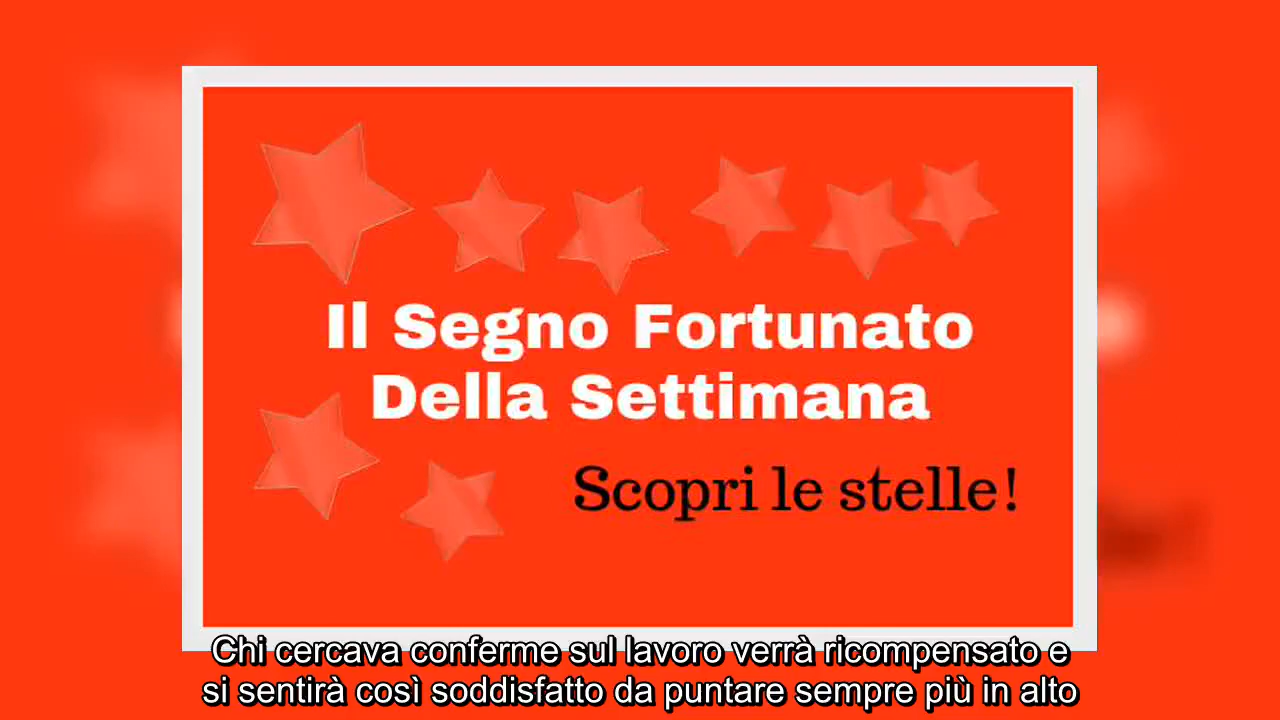 Il Segno Fortunato
Della Settimana
Scopri le stelle!
Chi cercava conferme sul lavoro verrà ricompensato e
si sentirà così soddisfatto da puntare sempre più in alto